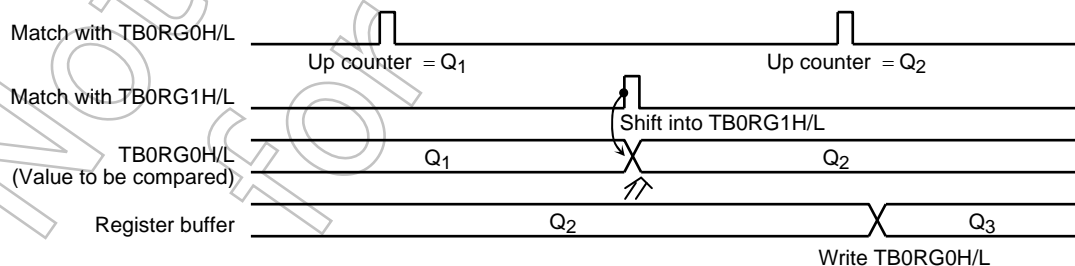 Match with TB0RG0H/L
Up counter = Q1
Up counter = Q2
Match with TB0RG1H/L
Shift into TB0RG1H/L
TB0RG0H/L
(Value to be compared)
Q1
Q2
Register buffer
Q2
Q3
Write TB0RG0H/L
for